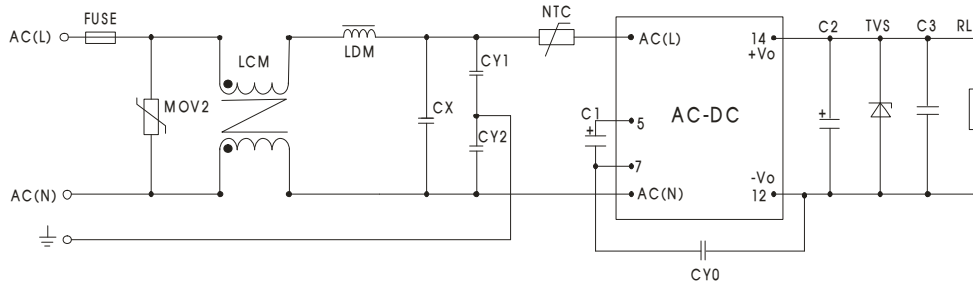 FUSE
NTC
AC(L)
LDM
AC(L)
14
+Vo
C2
TVS
C3
RL
LCM
CY1
MOV2
CX
C1
+
5
AC-DC
+
CY2
7
AC(N)
AC(N)
-Vo
12
CY0